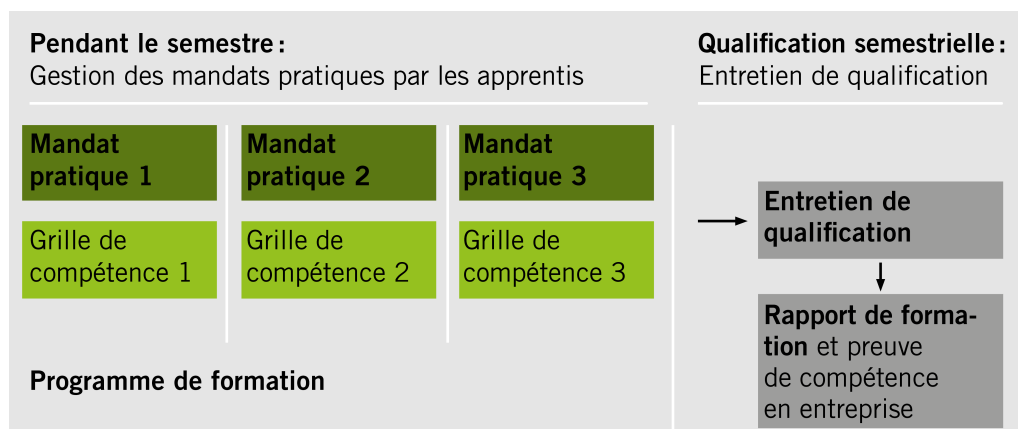 Pendant le semestre :
Gestion des mandats pratiques par les apprentis
Mandat
pratique 1
Mandat
pratique 2
Mandat
pratique 3
Grille de
compétence 1
Grille de
compétence 2
Grille de
compétence 3
Programme de formation
Qualification semestrielle :
Entretien de qualification
Entretien de
qualification
Rapport de forma-
tion et preuve
de compétence
en entreprise